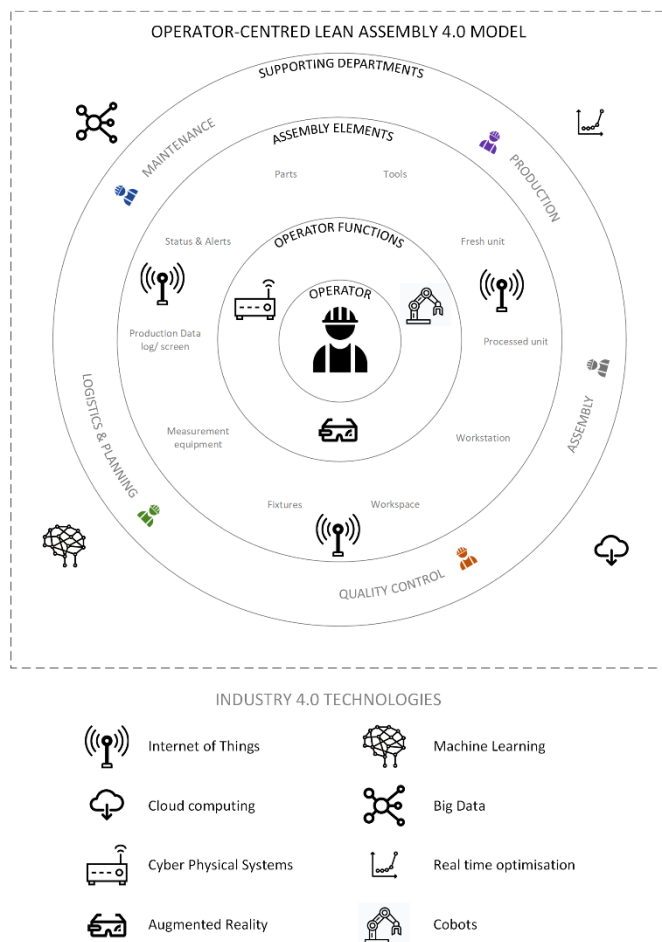 OPERATOR-CENTRED LEAN ASSEMBLY 4.0 MODEL
SUPPORTING DEPARTMENTS
MAINTENANCE
PRODUCTION
ASSEMBLY ELEMENTS
Parts
Tools
Status & Alerts
OPERATOR FUNCTIONS
Fresh unit
OPERATOR
Production Data
log/ screen
Processed unit
LOGISTICS & PLANNING
ASSEMBLY
Measurement
equipment
Workstation
Fixtures
Workspace
QUALITY CONTROL
INDUSTRY 4.0 TECHNOLOGIES
Internet of Things
Machine Learning
Cloud computing
Big Data
Cyber Physical Systems
Real time optimisation
Augmented Reality
Cobots